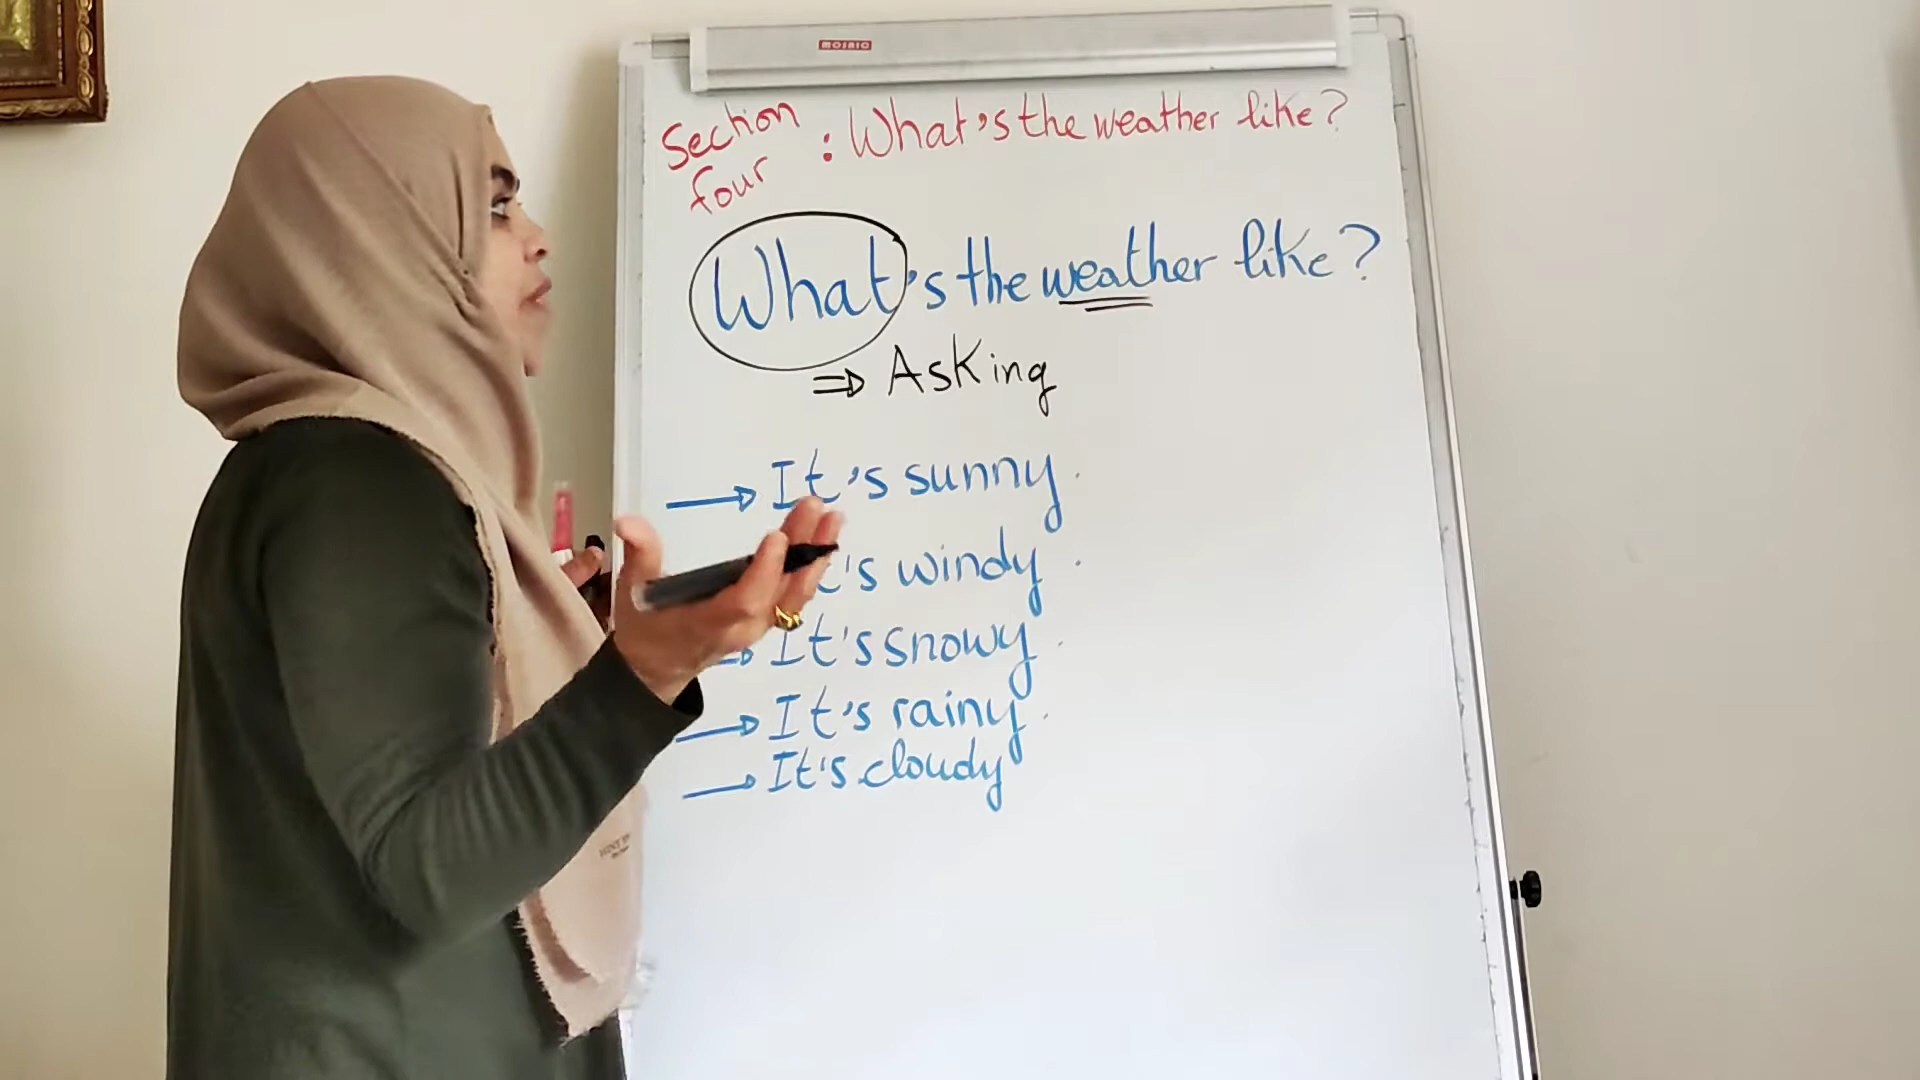 MOSAIC
Section four : What's the weather like?
What's the weather like?
⇒ Asking
→ It's sunny.
's windy.
It's snowy.
→ It's rainy.
→ It's cloudy